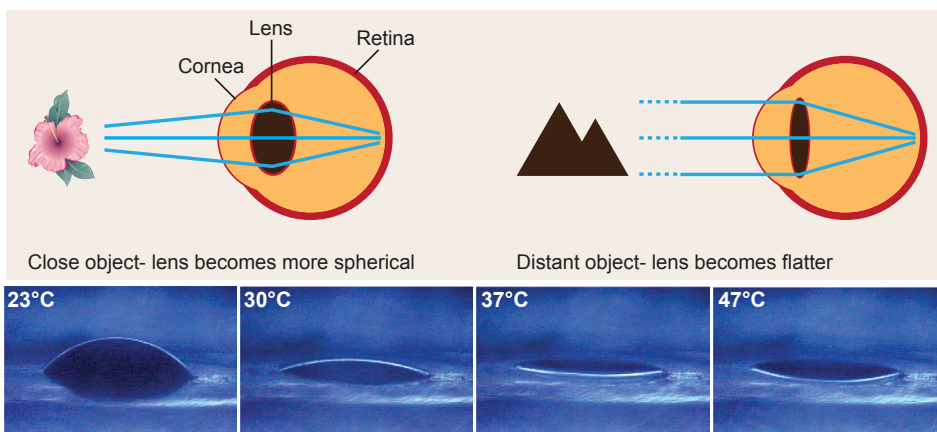 Lens
Retina
Cornea
Close object- lens becomes more spherical
Distant object- lens becomes flatter
23°C
30°C
37°C
47°C